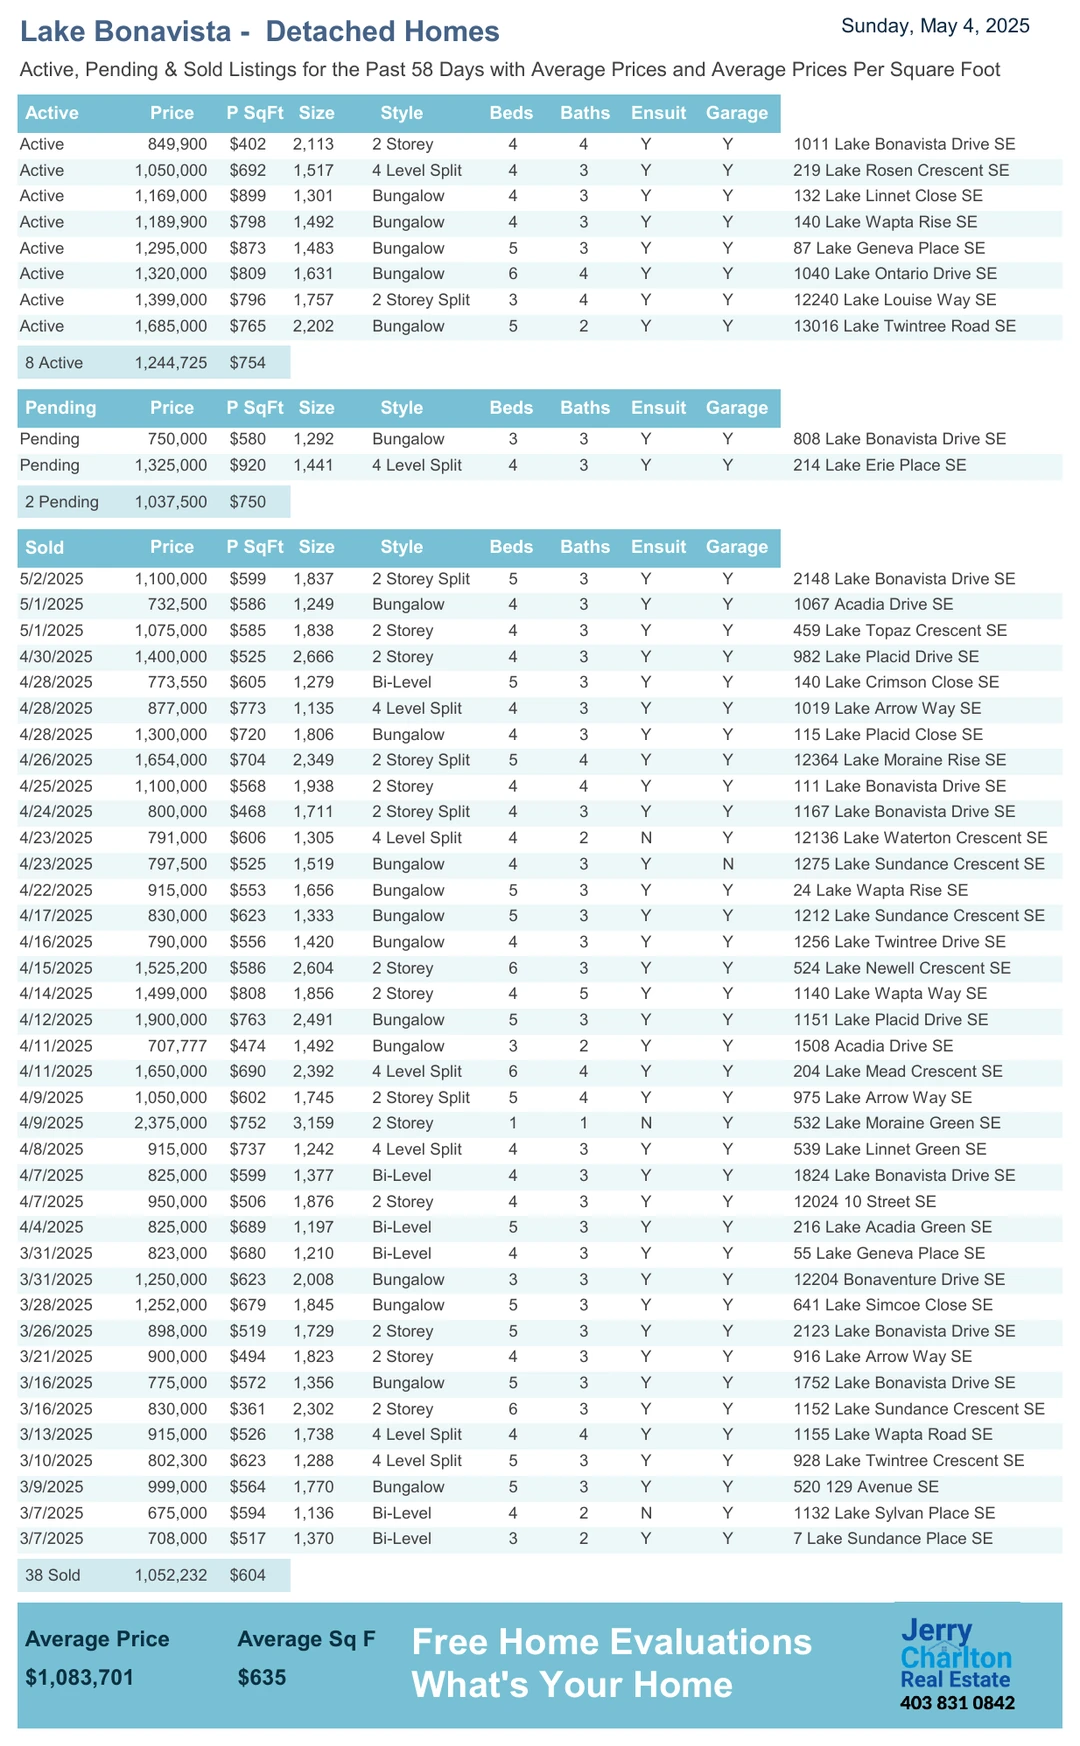 Lake Bonavista - Detached Homes
Sunday, May 4, 2025
Active, Pending & Sold Listings for the Past 58 Days with Average Prices and Average Prices Per Square Foot
Active Price P SqFt Size Style Beds Baths Ensuit Garage
Active 849,900 $402 2,113 2 Storey 4 4 Y Y 1011 Lake Bonavista Drive SE
Active 1,050,000 $692 1,517 4 Level Split 4 3 Y Y 219 Lake Rosen Crescent SE
Active 1,169,000 $899 1,301 Bungalow 4 3 Y Y 132 Lake Linnet Close SE
Active 1,189,900 $798 1,492 Bungalow 4 3 Y Y 140 Lake Wapta Rise SE
Active 1,295,000 $873 1,483 Bungalow 5 3 Y Y 87 Lake Geneva Place SE
Active 1,320,000 $809 1,631 Bungalow 6 4 Y Y 1040 Lake Ontario Drive SE
Active 1,399,000 $796 1,757 2 Storey Split 3 4 Y Y 12240 Lake Louise Way SE
Active 1,685,000 $765 2,202 Bungalow 5 2 Y Y 13016 Lake Twintree Road SE
8 Active 1,244,725 $754
Pending Price P SqFt Size Style Beds Baths Ensuit Garage
Pending 750,000 $580 1,292 Bungalow 3 3 Y Y 808 Lake Bonavista Drive SE
Pending 1,325,000 $920 1,441 4 Level Split 4 3 Y Y 214 Lake Erie Place SE
2 Pending 1,037,500 $750
Sold Price P SqFt Size Style Beds Baths Ensuit Garage
5/2/2025 1,100,000 $599 1,837 2 Storey Split 5 3 Y Y 2148 Lake Bonavista Drive SE
5/1/2025 732,500 $586 1,249 Bungalow 4 3 Y Y 1067 Acadia Drive SE
5/1/2025 1,075,000 $585 1,838 2 Storey 4 3 Y Y 459 Lake Topaz Crescent SE
4/30/2025 1,400,000 $525 2,666 2 Storey 4 3 Y Y 982 Lake Placid Drive SE
4/28/2025 773,550 $605 1,279 Bi-Level 5 3 Y Y 140 Lake Crimson Close SE
4/28/2025 877,000 $773 1,135 4 Level Split 4 3 Y Y 1019 Lake Arrow Way SE
4/28/2025 1,300,000 $720 1,806 Bungalow 4 3 Y Y 115 Lake Placid Close SE
4/26/2025 1,654,000 $704 2,349 2 Storey Split 5 4 Y Y 12364 Lake Moraine Rise SE
4/25/2025 1,100,000 $568 1,938 2 Storey 4 4 Y Y 111 Lake Bonavista Drive SE
4/24/2025 800,000 $468 1,711 2 Storey Split 4 3 Y Y 1167 Lake Bonavista Drive SE
4/23/2025 791,000 $606 1,305 4 Level Split 4 2 N Y 12136 Lake Waterton Crescent SE
4/23/2025 797,500 $525 1,519 Bungalow 4 3 Y N 1275 Lake Sundance Crescent SE
4/22/2025 915,000 $553 1,656 Bungalow 5 3 Y Y 24 Lake Wapta Rise SE
4/17/2025 830,000 $623 1,333 Bungalow 5 3 Y Y 1212 Lake Sundance Crescent SE
4/16/2025 790,000 $556 1,420 Bungalow 4 3 Y Y 1256 Lake Twintree Drive SE
4/15/2025 1,525,200 $586 2,604 2 Storey 6 3 Y Y 524 Lake Newell Crescent SE
4/14/2025 1,499,000 $808 1,856 2 Storey 4 5 Y Y 1140 Lake Wapta Way SE
4/12/2025 1,900,000 $763 2,491 Bungalow 5 3 Y Y 1151 Lake Placid Drive SE
4/11/2025 707,777 $474 1,492 Bungalow 3 2 Y Y 1508 Acadia Drive SE
4/11/2025 1,650,000 $690 2,392 4 Level Split 6 4 Y Y 204 Lake Mead Crescent SE
4/9/2025 1,050,000 $602 1,745 2 Storey Split 5 4 Y Y 975 Lake Arrow Way SE
4/9/2025 2,375,000 $752 3,159 2 Storey 1 1 N Y 532 Lake Moraine Green SE
4/8/2025 915,000 $737 1,242 4 Level Split 4 3 Y Y 539 Lake Linnet Green SE
4/7/2025 825,000 $599 1,377 Bi-Level 4 3 Y Y 1824 Lake Bonavista Drive SE
4/7/2025 950,000 $506 1,876 2 Storey 4 3 Y Y 12024 10 Street SE
4/4/2025 825,000 $689 1,197 Bi-Level 5 3 Y Y 216 Lake Acadia Green SE
3/31/2025 823,000 $680 1,210 Bi-Level 4 3 Y Y 55 Lake Geneva Place SE
3/31/2025 1,250,000 $623 2,008 Bungalow 3 3 Y Y 12204 Bonaventure Drive SE
3/28/2025 1,252,000 $679 1,845 Bungalow 5 3 Y Y 641 Lake Simcoe Close SE
3/26/2025 898,000 $519 1,729 2 Storey 5 3 Y Y 2123 Lake Bonavista Drive SE
3/21/2025 900,000 $494 1,823 2 Storey 4 3 Y Y 916 Lake Arrow Way SE
3/16/2025 775,000 $572 1,356 Bungalow 5 3 Y Y 1752 Lake Bonavista Drive SE
3/16/2025 830,000 $361 2,302 2 Storey 6 3 Y Y 1152 Lake Sundance Crescent SE
3/13/2025 915,000 $526 1,738 4 Level Split 4 4 Y Y 1155 Lake Wapta Road SE
3/10/2025 802,300 $623 1,288 4 Level Split 5 3 Y Y 928 Lake Twintree Crescent SE
3/9/2025 999,000 $564 1,770 Bungalow 5 3 Y Y 520 129 Avenue SE
3/7/2025 675,000 $594 1,136 Bi-Level 4 2 N Y 1132 Lake Sylvan Place SE
3/7/2025 708,000 $517 1,370 Bi-Level 3 2 Y Y 7 Lake Sundance Place SE
38 Sold 1,052,232 $604
Average Price Average Sq F
$1,083,701 $635
Free Home Evaluations
What's Your Home
Jerry
Charlton
Real Estate
403 831 0842